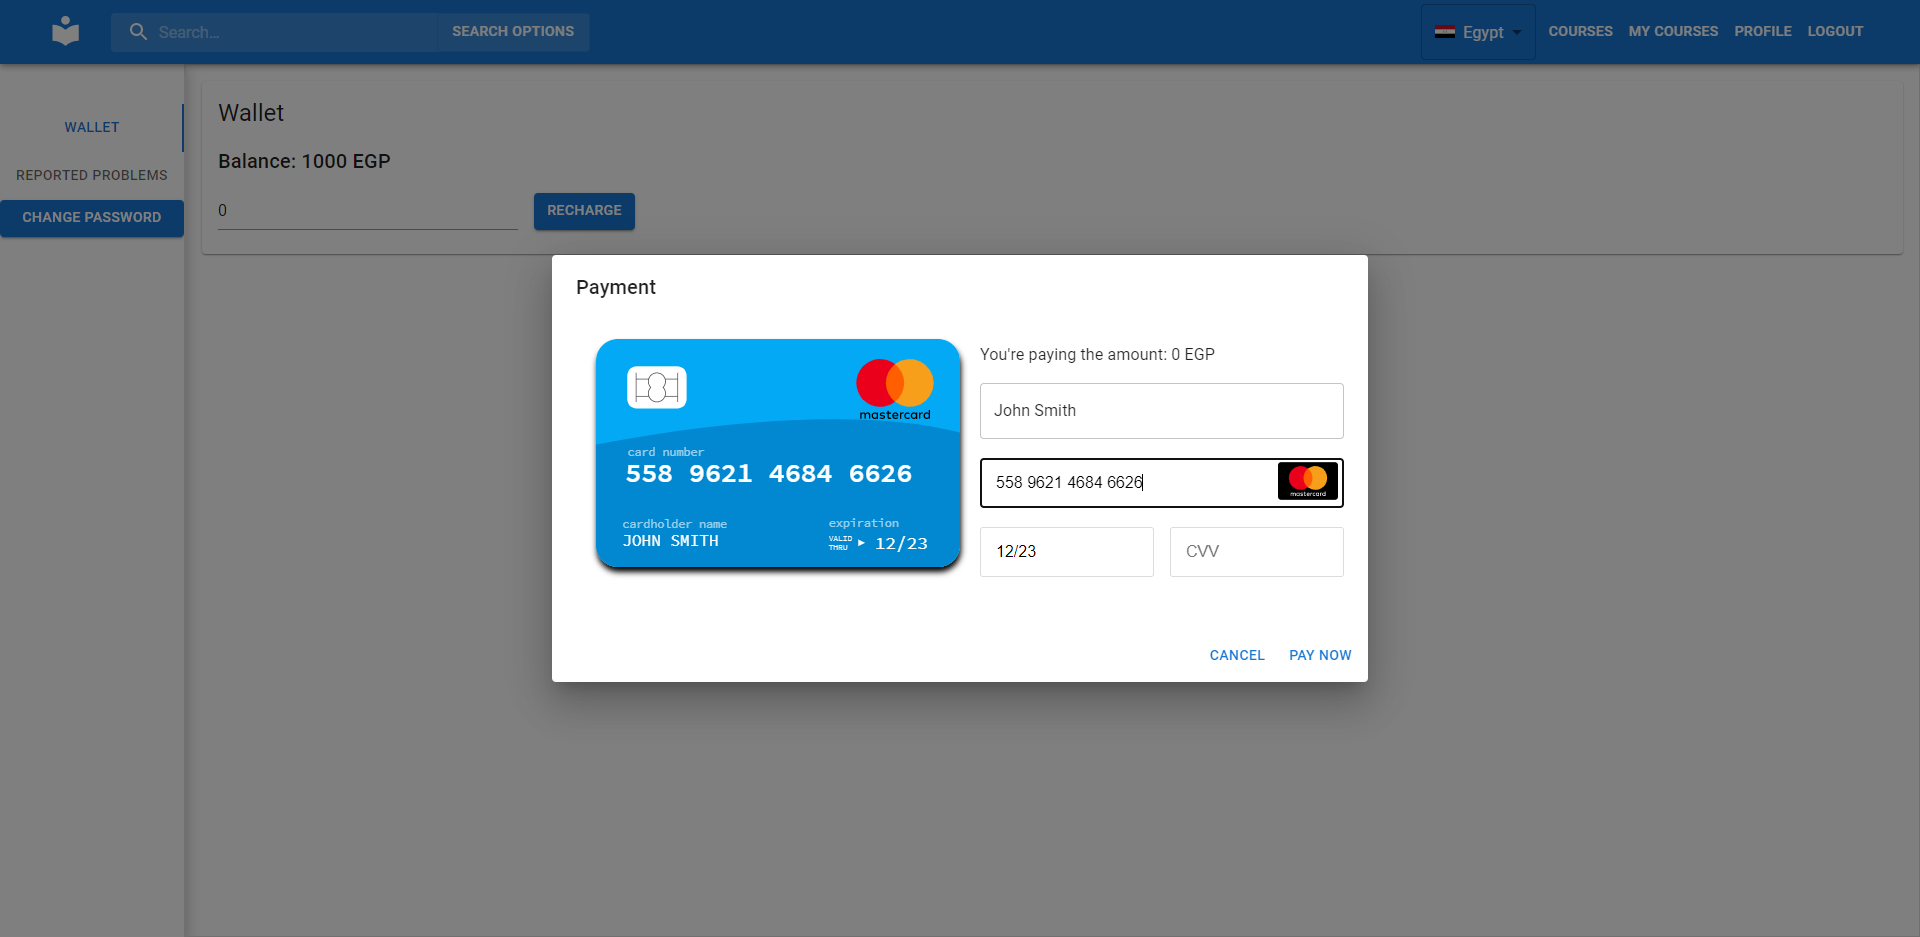 Search...
SEARCH OPTIONS
Egypt
COURSES
MY COURSES
PROFILE
LOGOUT
WALLET
REPORTED PROBLEMS
CHANGE PASSWORD
Wallet
Balance: 1000 EGP
0
RECHARGE
Payment
mastercard
card number
558 9621 4684 6626
cardholder name
JOHN SMITH
expiration
VALID
THRU
12/23
You're paying the amount: 0 EGP
John Smith
558 9621 4684 6626
mastercard
12/23
CVV
CANCEL
PAY NOW